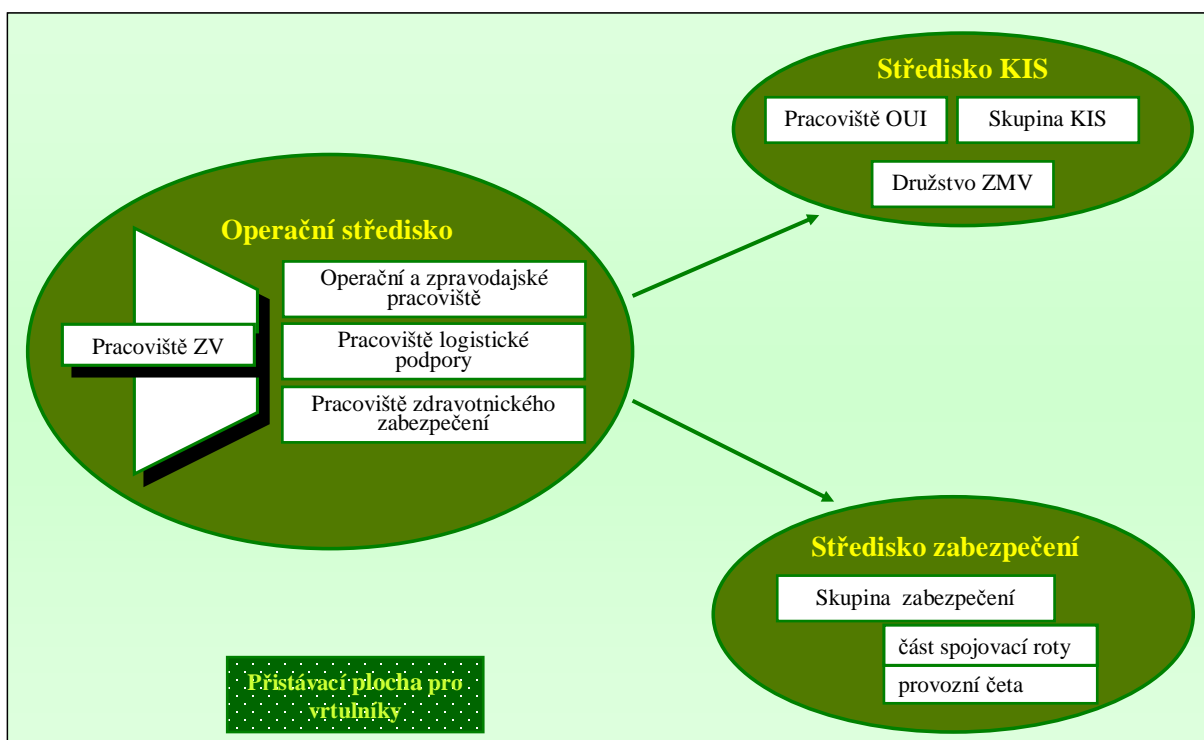 Středisko KIS
Pracoviště OUI
Skupina KIS
Družstvo ZMV
Operační středisko
Operační a zpravodajské
pracoviště
Pracoviště ZV
Pracoviště logistické
podpory
Pracoviště zdravotnického
zabezpečení
Středisko zabezpečení
Skupina zabezpečení
část spojovací roty
provozní četa
Přistávací plocha pro
vrtulníky